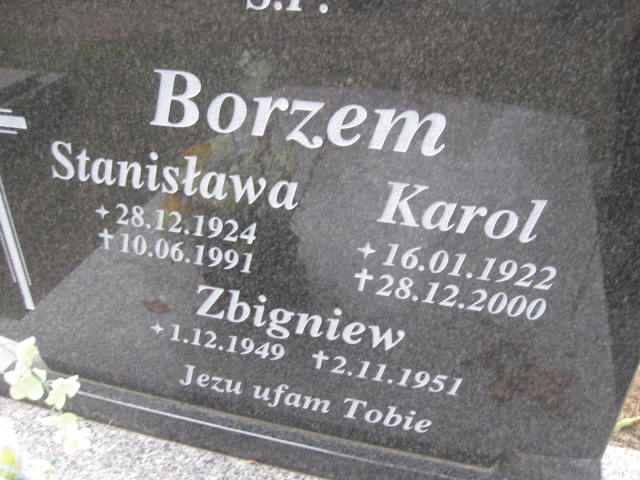 Ś.P.
Borzem
Stanisława
✦ 28.12.1924
✝ 10.06.1991
Karol
✦ 16.01.1922
✝ 28.12.2000
Zbigniew
✦ 1.12.1949 ✝ 2.11.1951
Jezu ufam Tobie